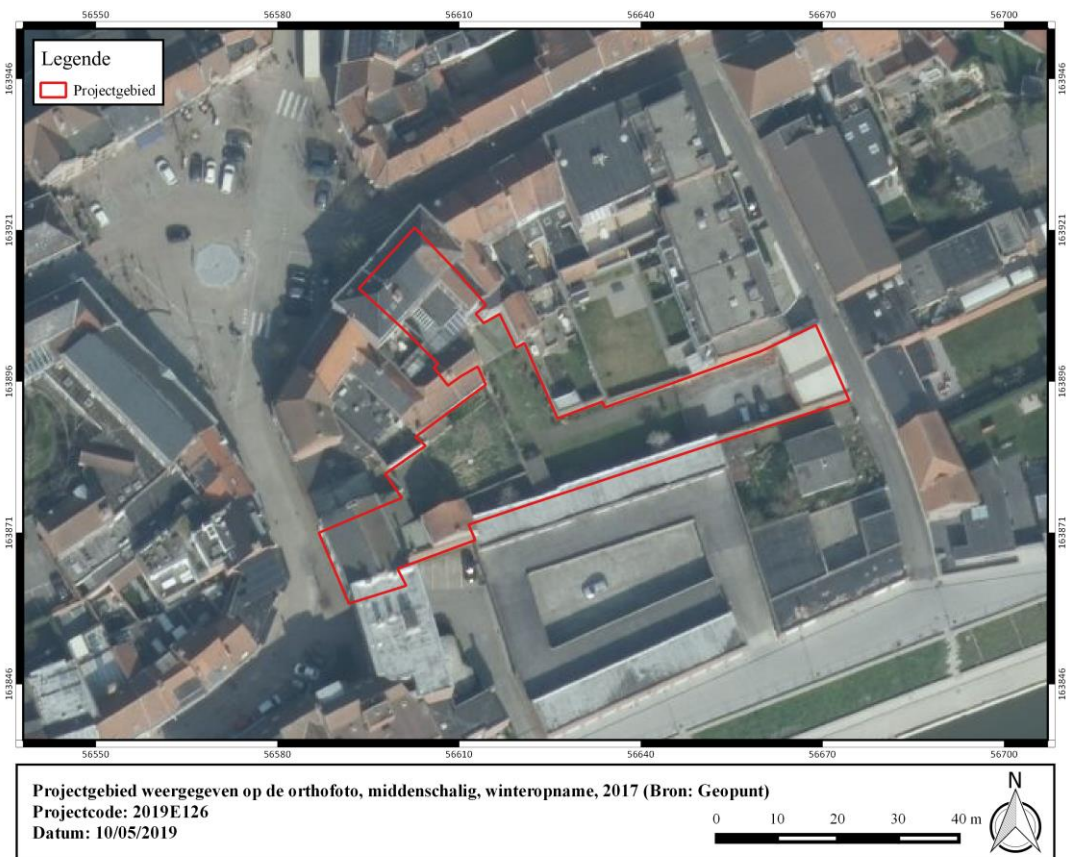 56550 56580 56610 56640 56670 56700
Legende
Projectgebied
163946 163946
163921 163921
163896 163896
163871 163871
163846 163846
56550 56580 56610 56640 56670 56700
Projectgebied weergegeven op de orthofoto, middenschalig, winteropname, 2017 (Bron: Geopunt)
Projectcode: 2019E126
Datum: 10/05/2019
0 10 20 30 40 m
N